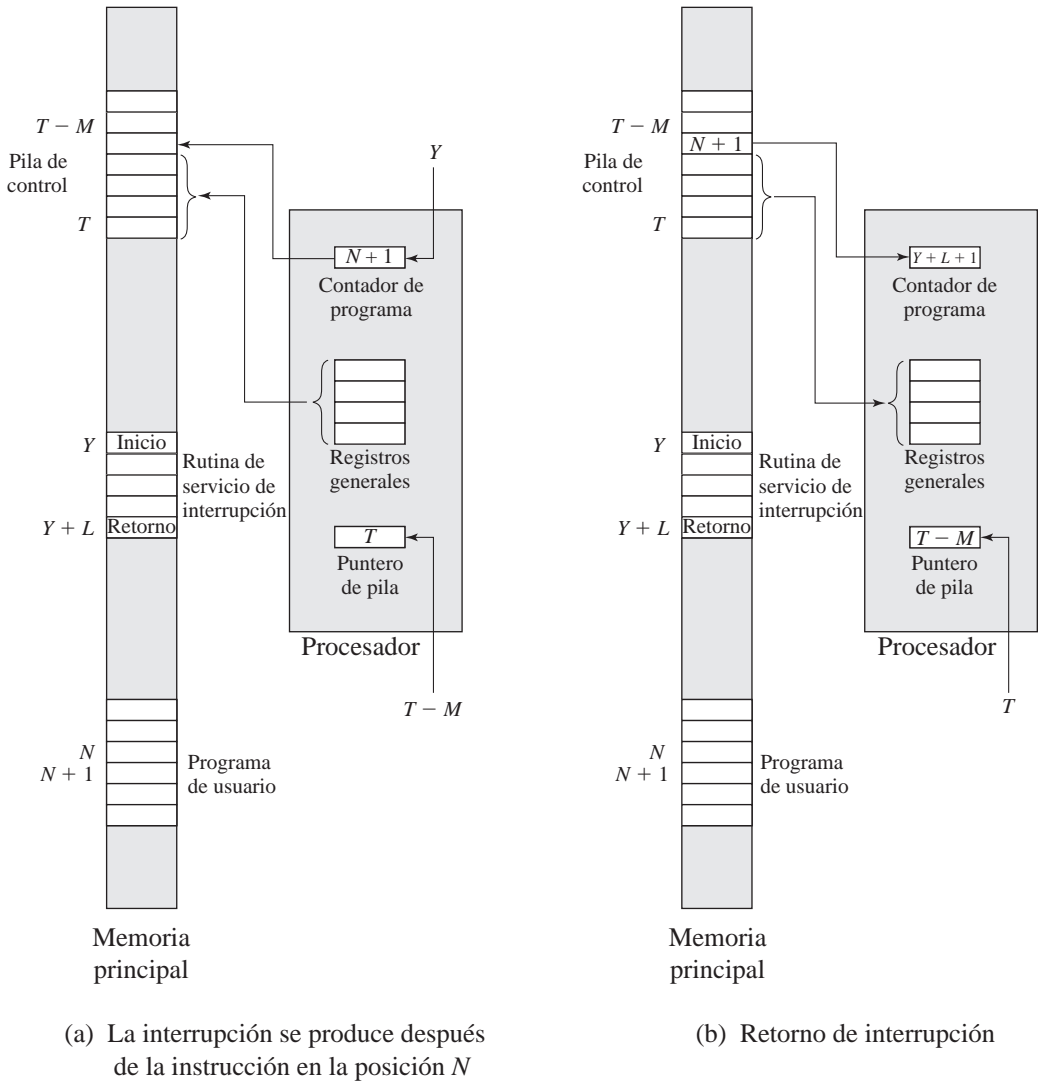 T − M
Pila de
control
T
Y
N + 1
Contador de
programa
Y
Inicio
Rutina de
servicio de
interrupción
Registros
generales
Y + L
Retorno
T
Puntero
de pila
Procesador
T − M
N
N + 1
Programa
de usuario
Memoria
principal
(a) La interrupción se produce después
de la instrucción en la posición N
T − M
N + 1
Pila de
control
T
Y + L + 1
Contador de
programa
Y
Inicio
Rutina de
servicio de
interrupción
Registros
generales
Y + L
Retorno
T − M
Puntero
de pila
Procesador
T
N
N + 1
Programa
de usuario
Memoria
principal
(b) Retorno de interrupción